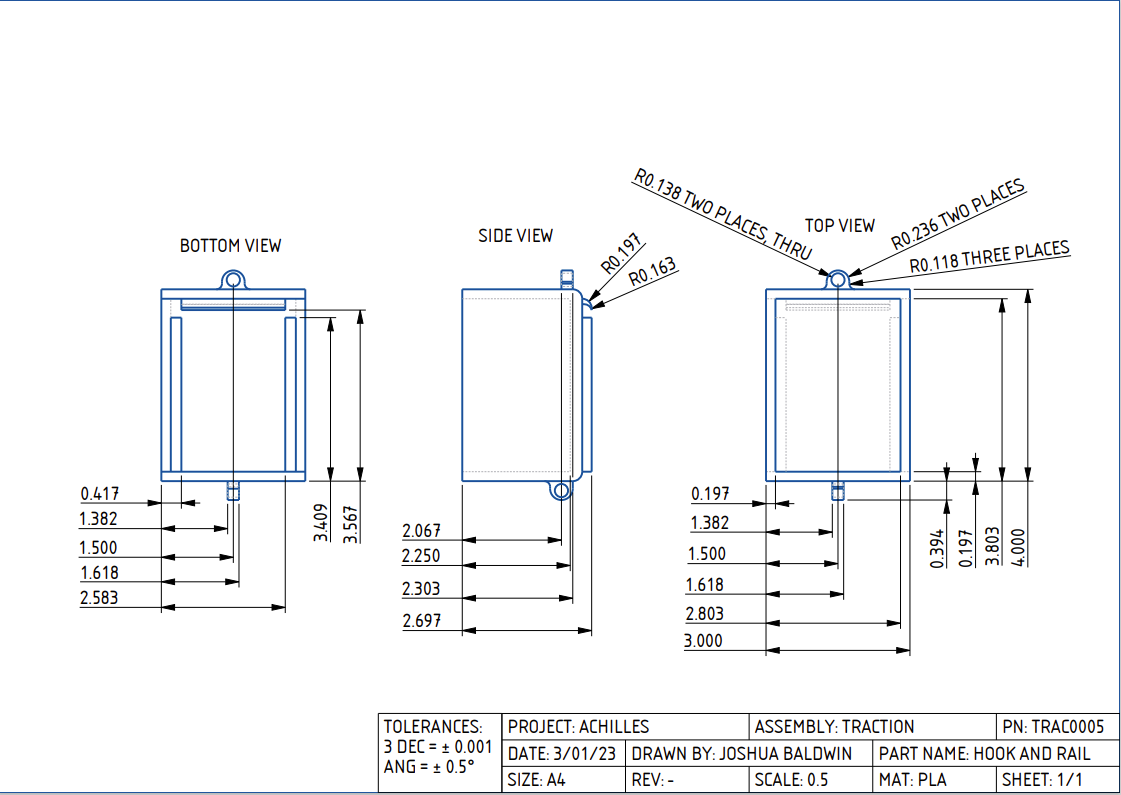 R0.138 TWO PLACES, THRU
R0.236 TWO PLACES
R0.118 THREE PLACES
BOTTOM VIEW
SIDE VIEW
TOP VIEW
R0.197
R0.163
0.417
1.382
1.500
1.618
2.583
3.409
3.567
2.067
2.250
2.303
2.697
0.197
1.382
1.500
1.618
2.803
3.000
0.394
0.197
3.803
4.000
TOLERANCES:
3 DEC = ± 0.001
ANG = ± 0.5°
PROJECT: ACHILLES
ASSEMBLY: TRACTION
PN: TRAC0005
DATE: 3/01/23
DRAWN BY: JOSHUA BALDWIN
PART NAME: HOOK AND RAIL
SIZE: A4
REV: -
SCALE: 0.5
MAT: PLA
SHEET: 1/1